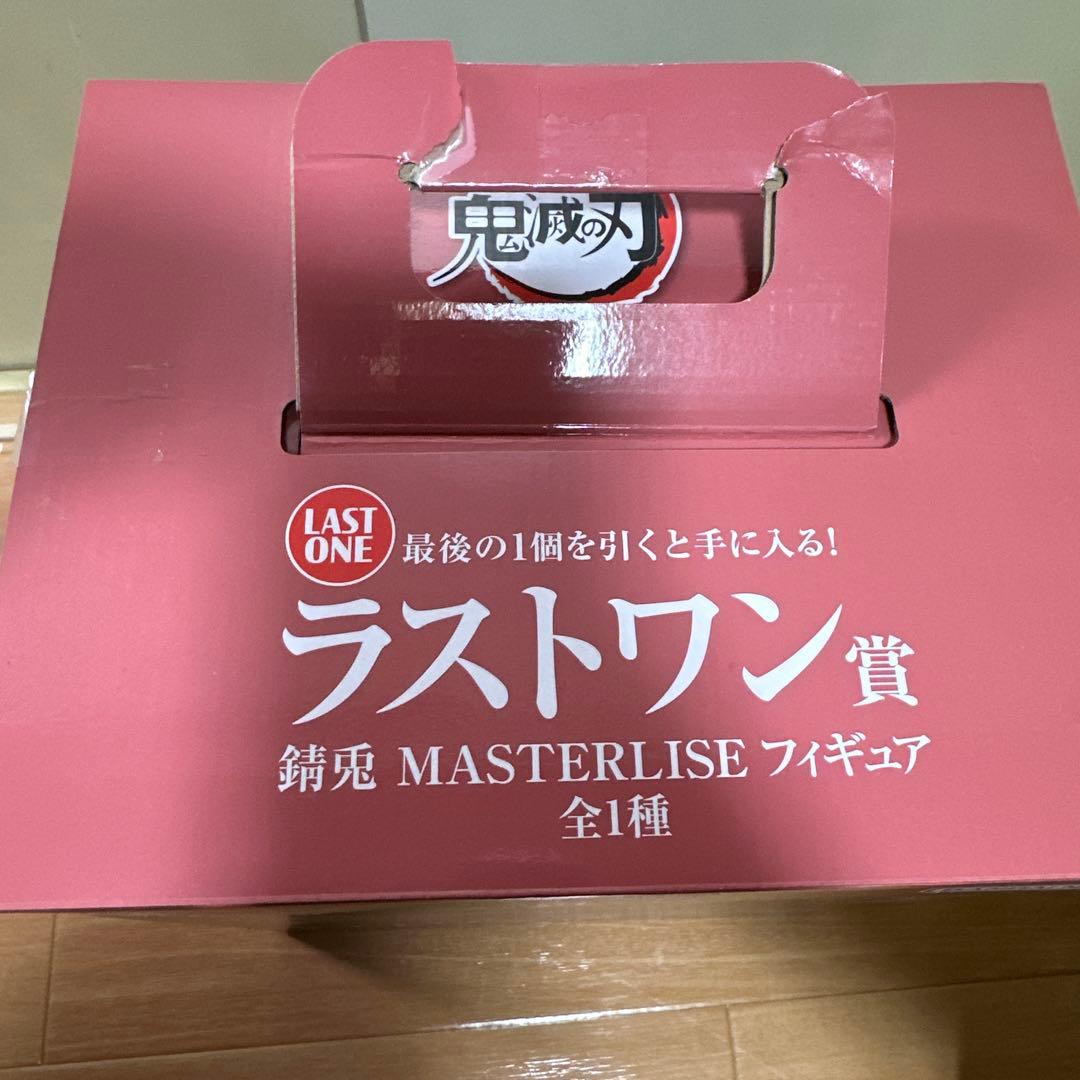 鬼滅の刃
LAST
ONE
最後の1個を引くと手に入る!
ラストワン賞
錆兎 MASTERLISE フィギュア
全1種